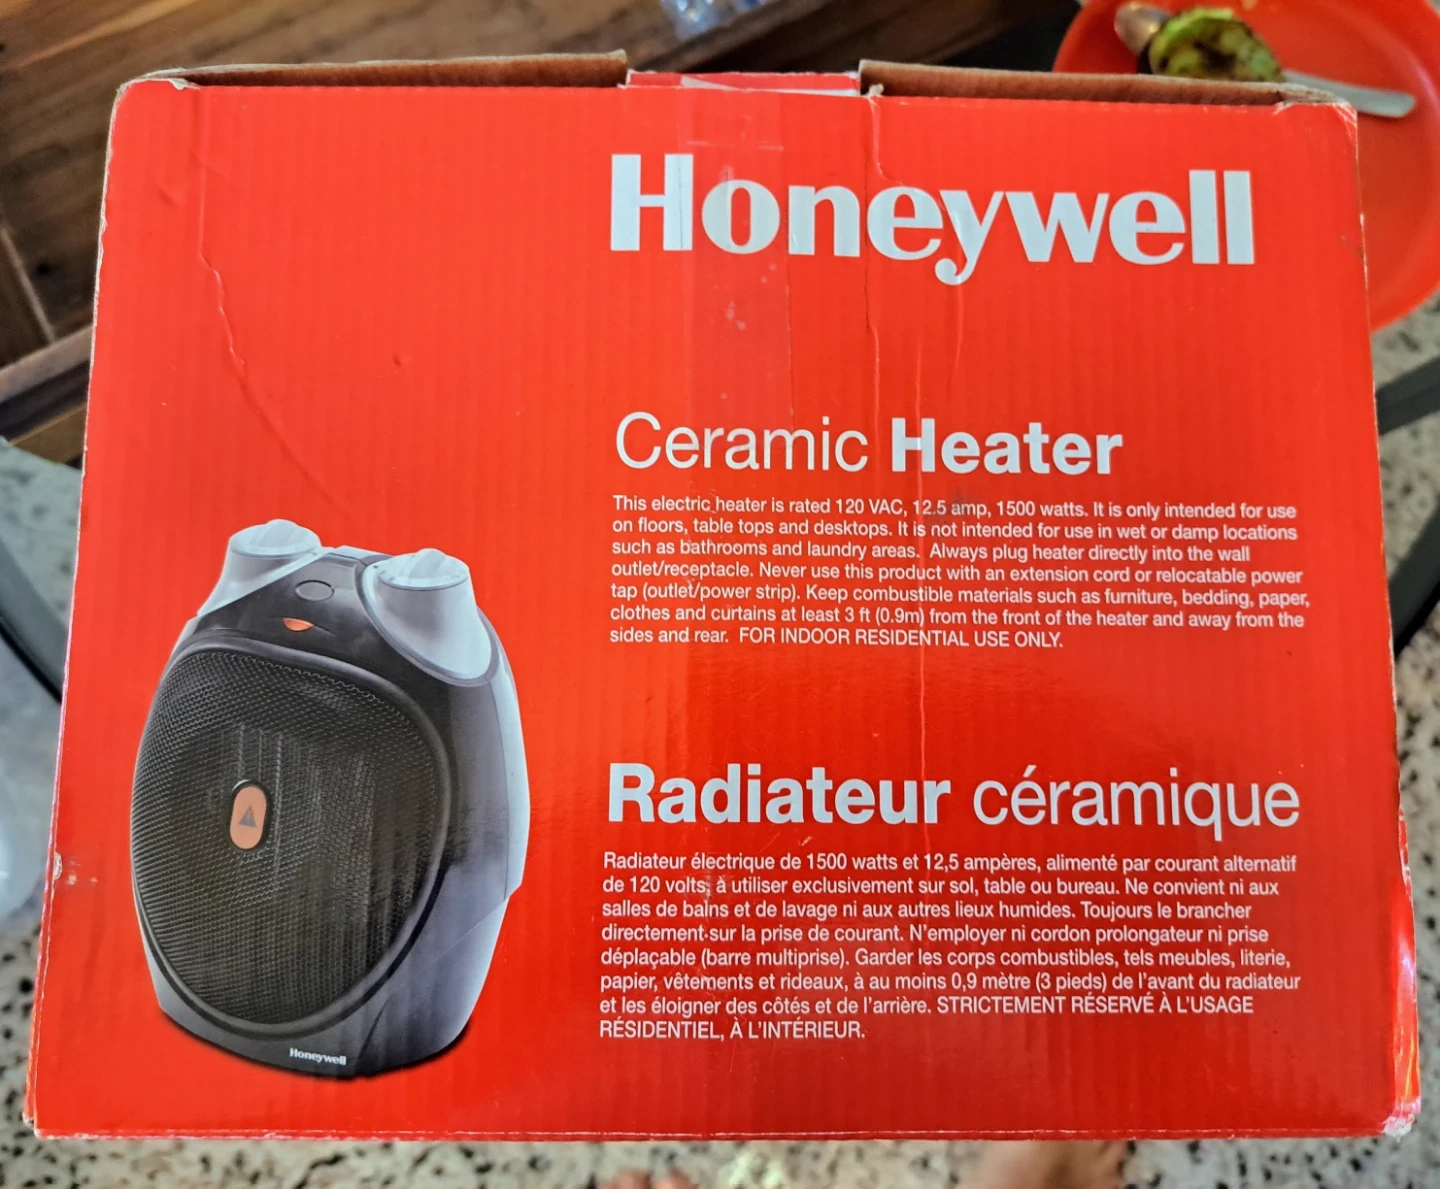 Honeywell
Ceramic Heater
This electric heater is rated 120 VAC, 12.5 amp, 1500 watts. It is only intended for use
on floors, table tops and desktops. It is not intended for use in wet or damp locations
such as bathrooms and laundry areas. Always plug heater directly into the wall
outlet/receptacle. Never use this product with an extension cord or relocatable power
tap (outlet/power strip). Keep combustible materials such as furniture, bedding, paper,
clothes and curtains at least 3 ft (0.9m) from the front of the heater and away from the
sides and rear. FOR INDOOR RESIDENTIAL USE ONLY.
Radiateur céramique
Radiateur électrique de 1500 watts et 12,5 ampères, alimenté par courant alternatif
de 120 volts, à utiliser exclusivement sur sol, table ou bureau. Ne convient ni aux
salles de bains et de lavage ni aux autres lieux humides. Toujours le brancher
directement sur la prise de courant. N'employer ni cordon prolongateur ni prise
déplaçable (barre multiprise). Garder les corps combustibles, tels meubles, literie,
papier, vêtements et rideaux, à au moins 0,9 mètre (3 pieds) de l'avant du radiateur
et les éloigner des côtés et de l'arrière. STRICTEMENT RÉSERVÉ À L'USAGE
RÉSIDENTIEL, À L'INTÉRIEUR.
Honeywell